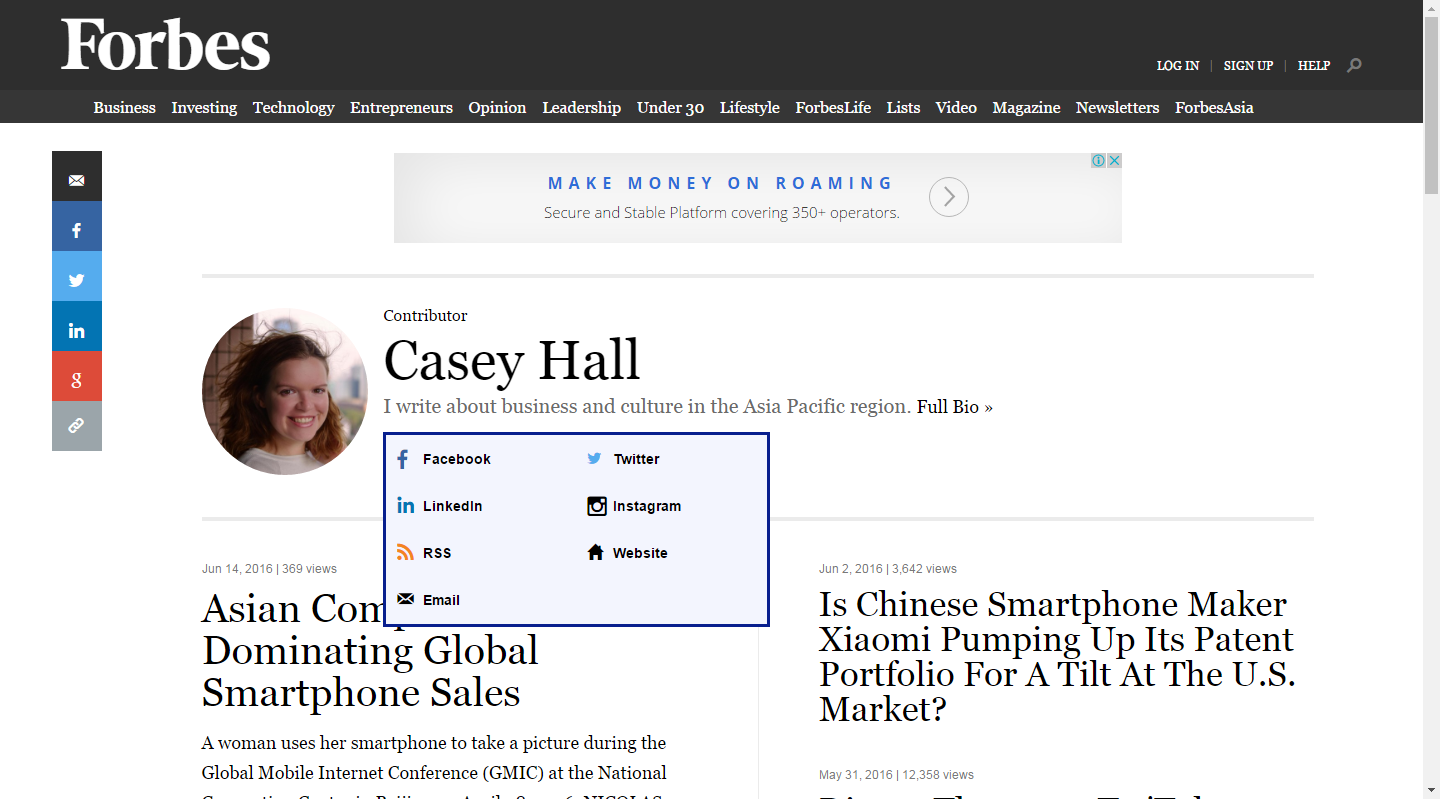 Forbes
LOG IN | SIGN UP | HELP
Business Investing Technology Entrepreneurs Opinion Leadership Under 30 Lifestyle ForbesLife Lists Video Magazine Newsletters ForbesAsia
MAKE MONEY ON ROAMING
Secure and Stable Platform covering 350+ operators.
Contributor
Casey Hall
I write about business and culture in the Asia Pacific region. Full Bio »
Facebook Twitter
LinkedIn Instagram
RSS Website
Email
Jun 14, 2016 | 369 views
Asian
Dominating Global
Smartphone Sales
A woman uses her smartphone to take a picture during the
Global Mobile Internet Conference (GMIC) at the National
Jun 2, 2016 | 3,642 views
Is Chinese Smartphone Maker
Xiaomi Pumping Up Its Patent
Portfolio For A Tilt At The U.S.
Market?
May 31, 2016 | 12,358 views